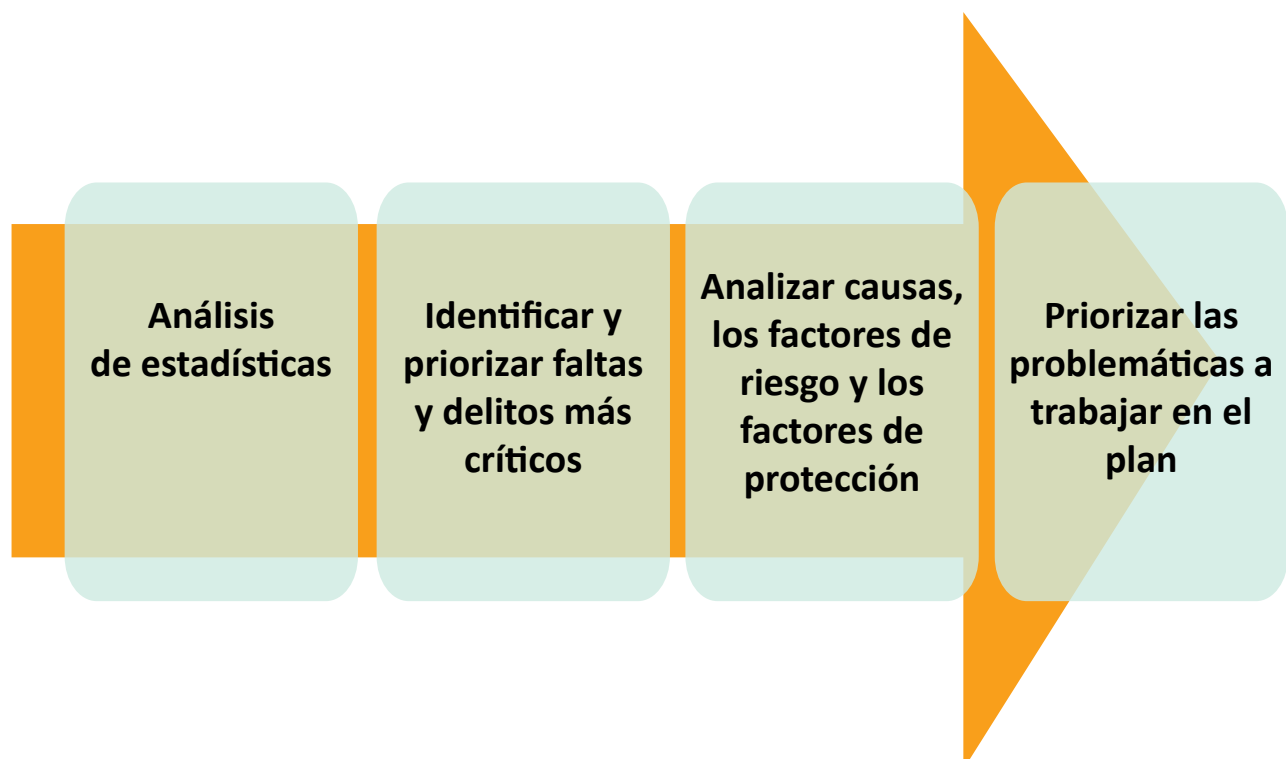 Análisis
de estadísticas
Identificar y
priorizar faltas
y delitos más
críticos
Analizar causas,
los factores de
riesgo y los
factores de
protección
Priorizar las
problemáticas a
trabajar en el
plan